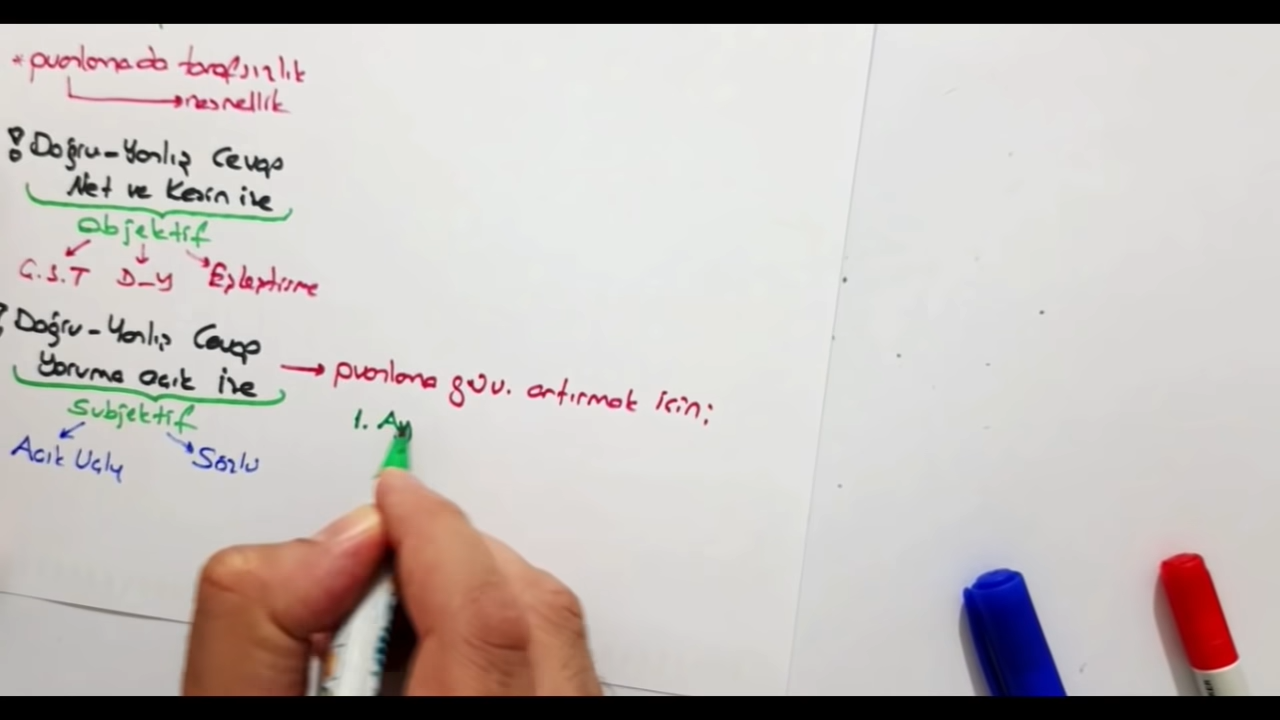 * puanlamada tarafsızlık
→ nesnellik
! Doğru-Yanlış Cevap
Net ve Kesin ise
Objektif
Ç.S.T D-Y Eşleştirme
! Doğru-Yanlış Cevap
Yoruma açık ise
→ puanlama güv. artırmak için;
Subjektif
1. Ay
Açık Uçlu Sözlü